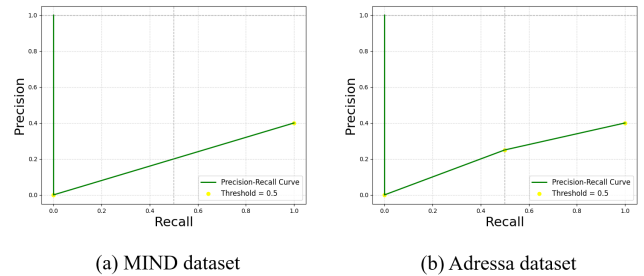 1.0
0.8
0.6
0.4
0.2
0.0
Precision
Precision-Recall Curve
Threshold = 0.5
0.0 0.2 0.4 0.6 0.8 1.0
Recall
(a) MIND dataset
1.0
0.8
0.6
0.4
0.2
0.0
Precision
Precision-Recall Curve
Threshold = 0.5
0.0 0.2 0.4 0.6 0.8 1.0
Recall
(b) Adressa dataset